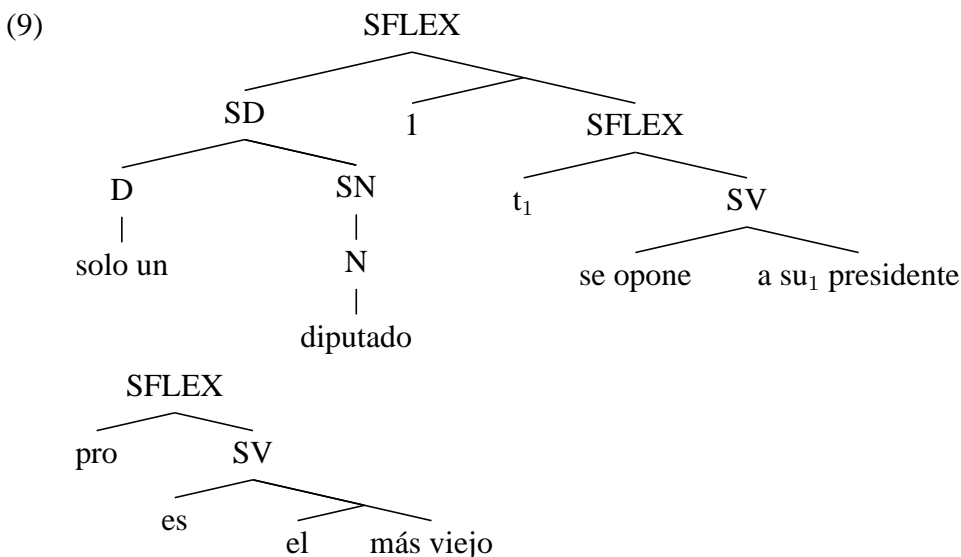 (9) SFLEX
SD 1 SFLEX
D SN t₁ SV
solo un N se opone a su₁ presidente
diputado
SFLEX
pro SV
es
el más viejo